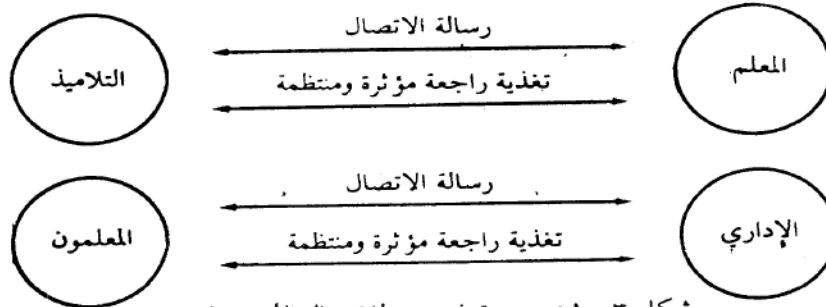 رسالة الاتصال
المعلم
التلاميذ
تغذية راجعة مؤثرة ومنتظمة
رسالة الاتصال
الإداري
المعلمون
تغذية راجعة مؤثرة ومنتظمة